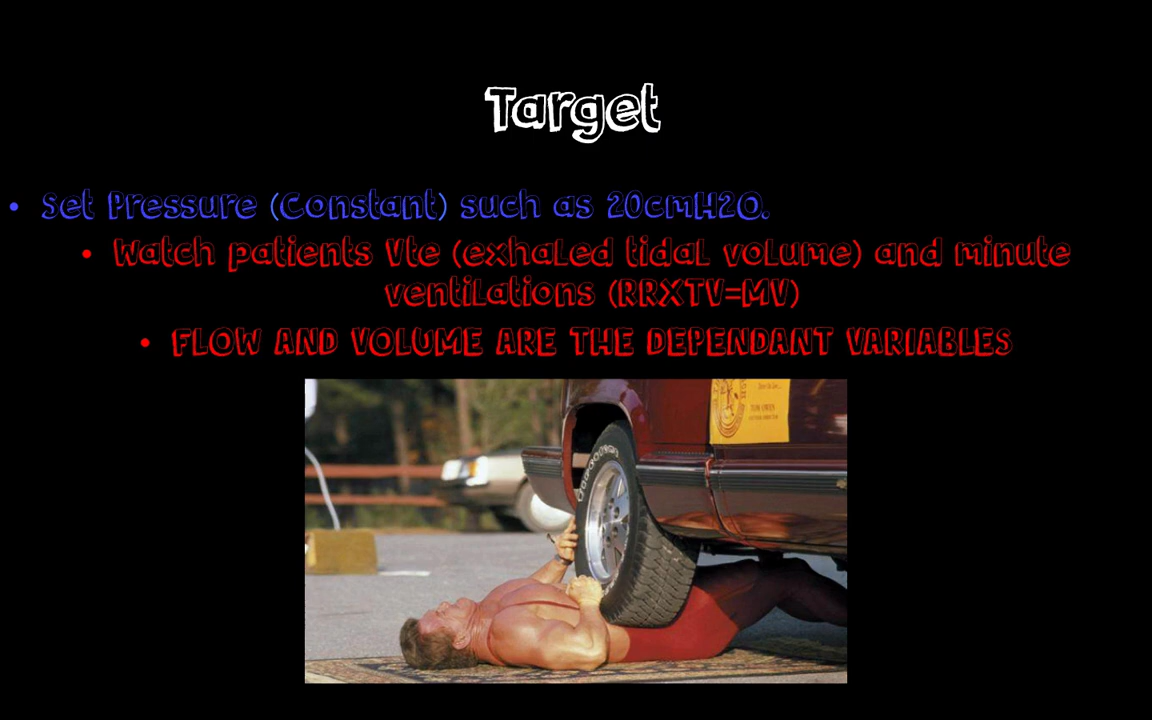 Target
• Set Pressure (Constant) such as 20cmH2O.
• Watch patients Vte (exhaled tidal volume) and minute
ventilations (RRXTV=MV)
• FLOW AND VOLUME ARE THE DEPENDANT VARIABLES